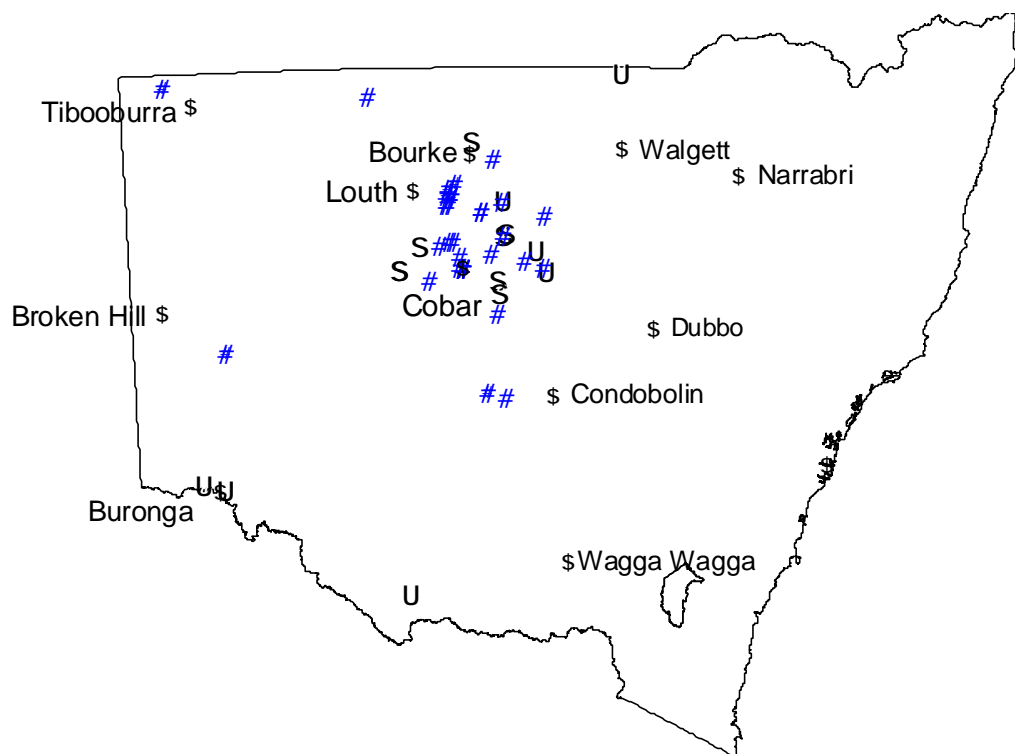 U
# #
Tibooburra $
S
Bourke $ #
$ Walgett
$ Narrabri
Louth $ #
# U
# #
S # # S
# # U
S # $ # # U
# S
Cobar S
#
Broken Hill $
$ Dubbo
#
# # $ Condobolin
U $ U
Buronga
$ Wagga Wagga
U